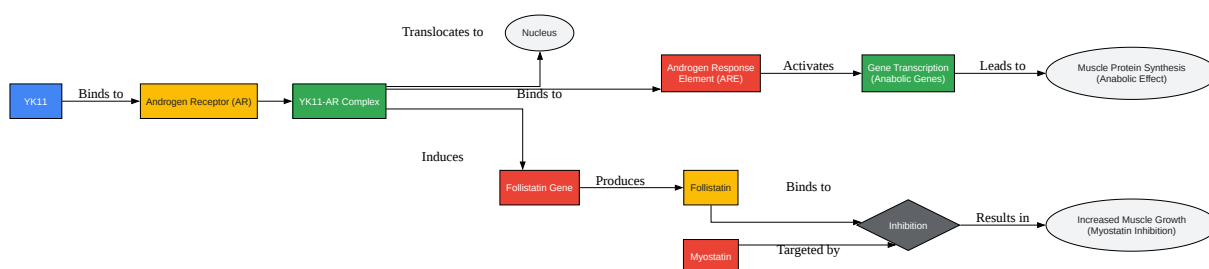 Translocates to
Nucleus
YK11
Binds to
Androgen Receptor (AR)
YK11-AR Complex
Binds to
Androgen Response
Element (ARE)
Activates
Gene Transcription
(Anabolic Genes)
Leads to
Muscle Protein Synthesis
(Anabolic Effect)
Induces
Follistatin Gene
Produces
Follistatin
Binds to
Inhibition
Results in
Increased Muscle Growth
(Myostatin Inhibition)
Myostatin
Targeted by